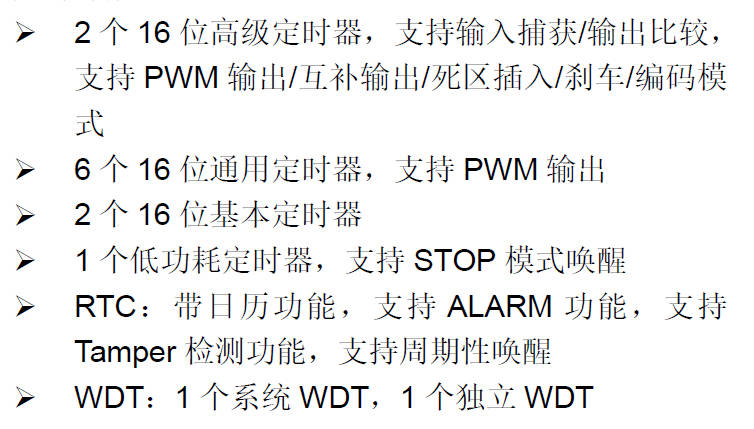 ➢ 2 个 16 位高级定时器，支持输入捕获/输出比较，
支持 PWM 输出/互补输出/死区插入/刹车/编码模
式
➢ 6 个 16 位通用定时器，支持 PWM 输出
➢ 2 个 16 位基本定时器
➢ 1 个低功耗定时器，支持 STOP 模式唤醒
➢ RTC：带日历功能，支持 ALARM 功能，支持
Tamper 检测功能，支持周期性唤醒
➢ WDT：1 个系统 WDT，1 个独立 WDT